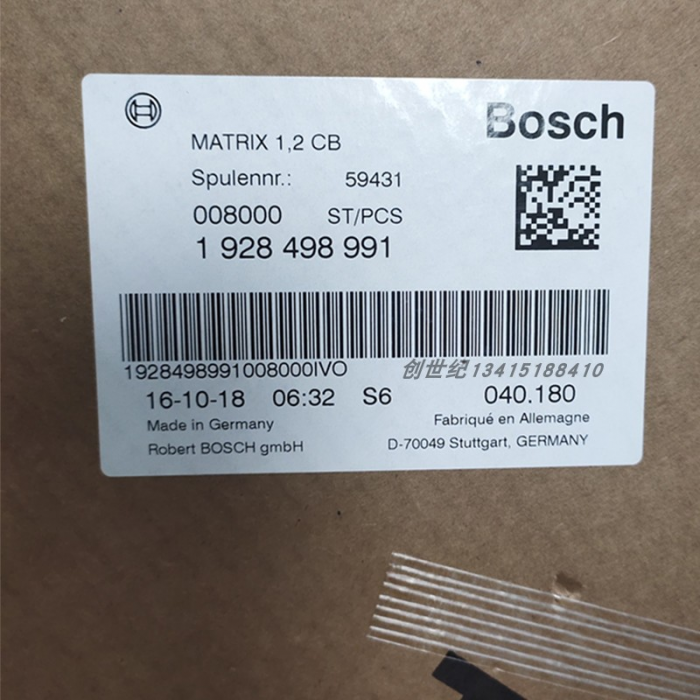 Bosch
MATRIX 1,2 CB
Spulennr.: 59431
008000 ST/PCS
1 928 498 991
1928498991008000IVO
创世纪13415188410
16-10-18 06:32 S6 040.180
Made in Germany Fabriqué en Allemagne
Robert BOSCH gmbH D-70049 Stuttgart, GERMANY